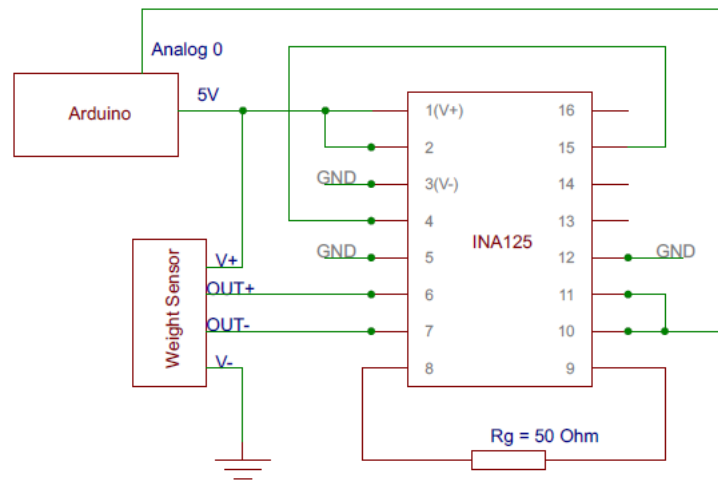 Analog 0
5V
Arduino
1(V+) 16
2 15
GND 3(V-) 14
4 13
INA125
GND 5 12 GND
V+
OUT+ 6 11
OUT- 7 10
V- 8 9
Weight Sensor
Rg = 50 Ohm